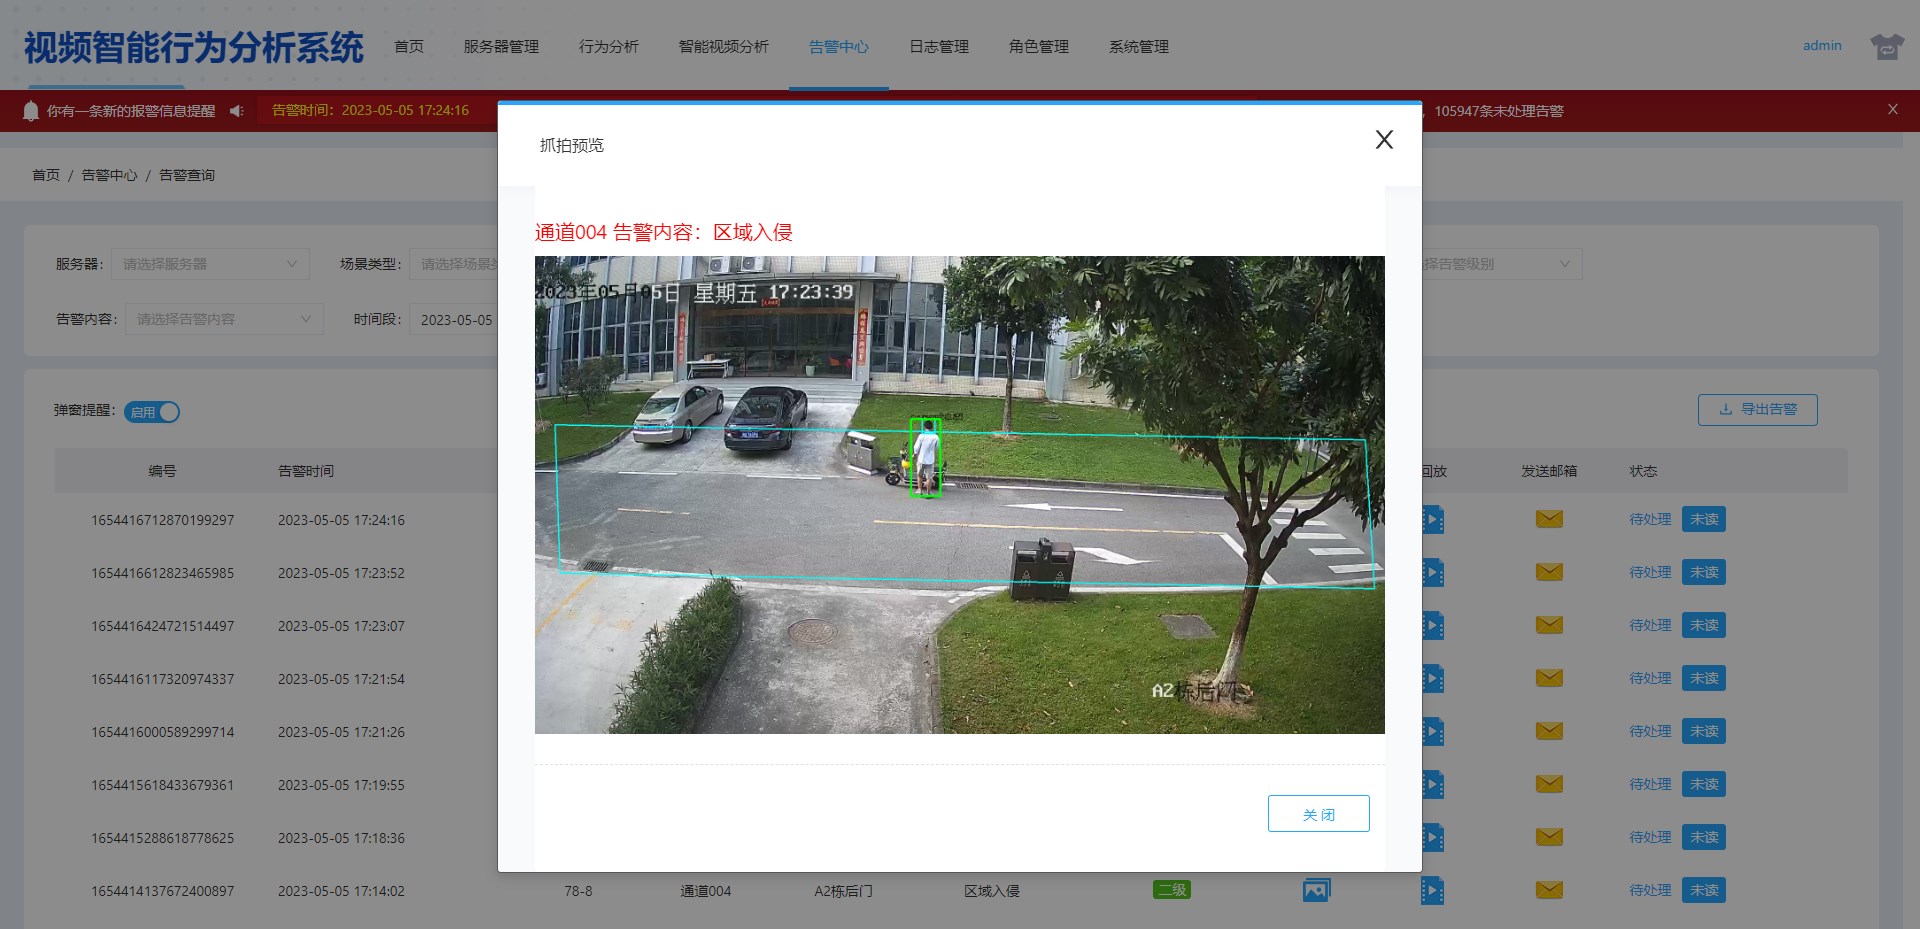 视频智能行为分析系统
首页 服务器管理 行为分析 智能视频分析 告警中心 日志管理 角色管理 系统管理
admin
你有一条新的报警信息提醒 告警时间：2023-05-05 17:24:16 ，105947条未处理告警 X
首页 / 告警中心 / 告警查询
服务器： 请选择服务器 场景类型： 请选择场景 择告警级别
告警内容： 请选择告警内容 时间段： 2023-05-05
弹窗提醒： 启用 导出告警
编号 告警时间 回放 发送邮箱 状态
1654416712870199297 2023-05-05 17:24:16 待处理 未读
1654416612823465985 2023-05-05 17:23:52 待处理 未读
1654416424721514497 2023-05-05 17:23:07 待处理 未读
1654416117320974337 2023-05-05 17:21:54 待处理 未读
1654416000589299714 2023-05-05 17:21:26 待处理 未读
1654415618433679361 2023-05-05 17:19:55 待处理 未读
1654415288618778625 2023-05-05 17:18:36 待处理 未读
1654414137672400897 2023-05-05 17:14:02 78-8 通道004 A2栋后门 区域入侵 二级 待处理 未读
抓拍预览 X
通道004 告警内容：区域入侵
2023年05月05日 星期五 17:23:39
A2栋后门
关 闭